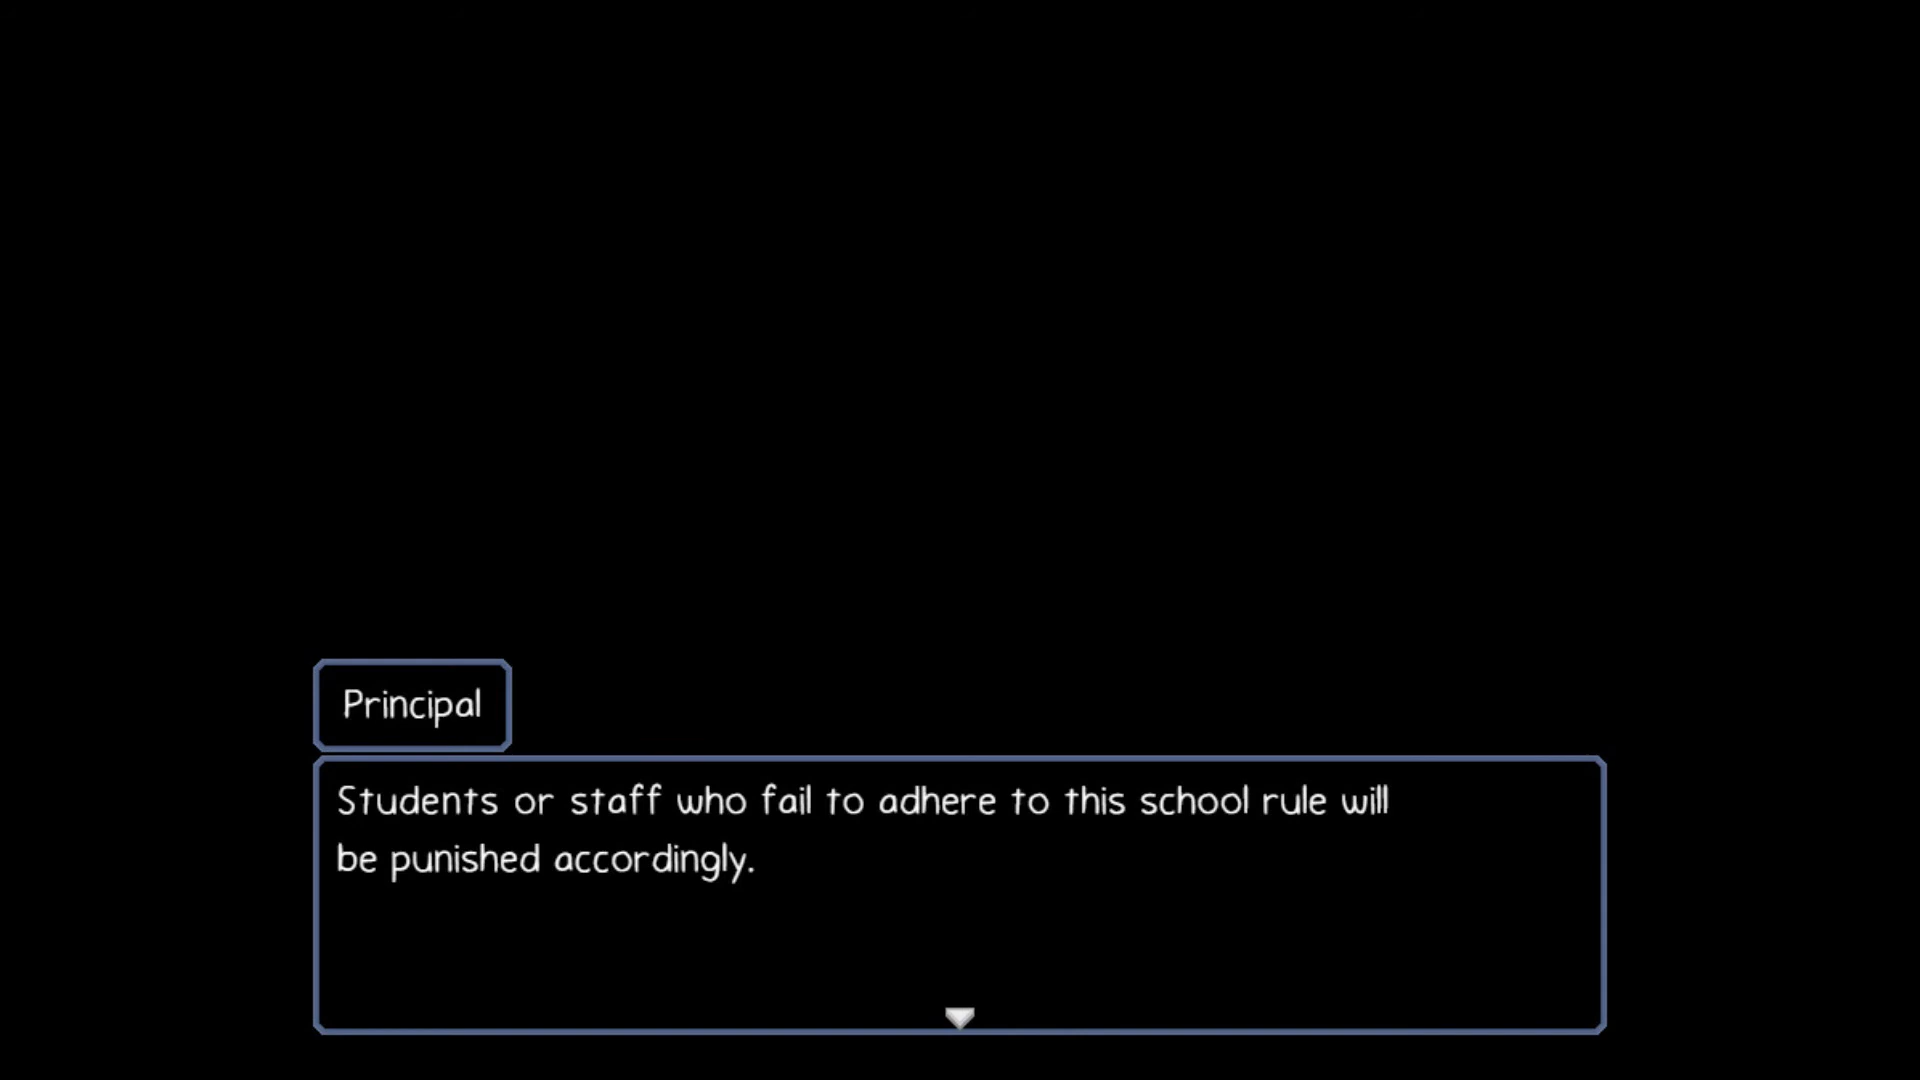 Principal
Students or staff who fail to adhere to this school rule will
be punished accordingly.